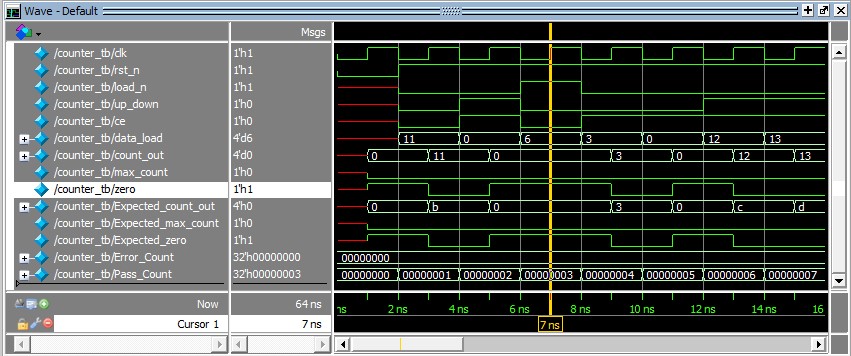 Wave - Default
Msgs
/counter_tb/clk 1'h1
/counter_tb/rst_n 1'h1
/counter_tb/load_n 1'h1
/counter_tb/up_down 1'h0
/counter_tb/ce 1'h0
/counter_tb/data_load 4'd6 11 0 6 3 0 12 13
/counter_tb/count_out 4'd0 0 11 0 3 0 12 13
/counter_tb/max_count 1'h0
/counter_tb/zero 1'h1
/counter_tb/Expected_count_out 4'h0 0 b 0 3 0 c d
/counter_tb/Expected_max_count 1'h0
/counter_tb/Expected_zero 1'h1
/counter_tb/Error_Count 32'h00000000 00000000
/counter_tb/Pass_Count 32'h00000003 00000000 00000001 00000002 00000003 00000004 00000005 00000006 00000007
Now 64 ns ns 2 ns 4 ns 6 ns 8 ns 10 ns 12 ns 14 ns 16
Cursor 1 7 ns 7 ns